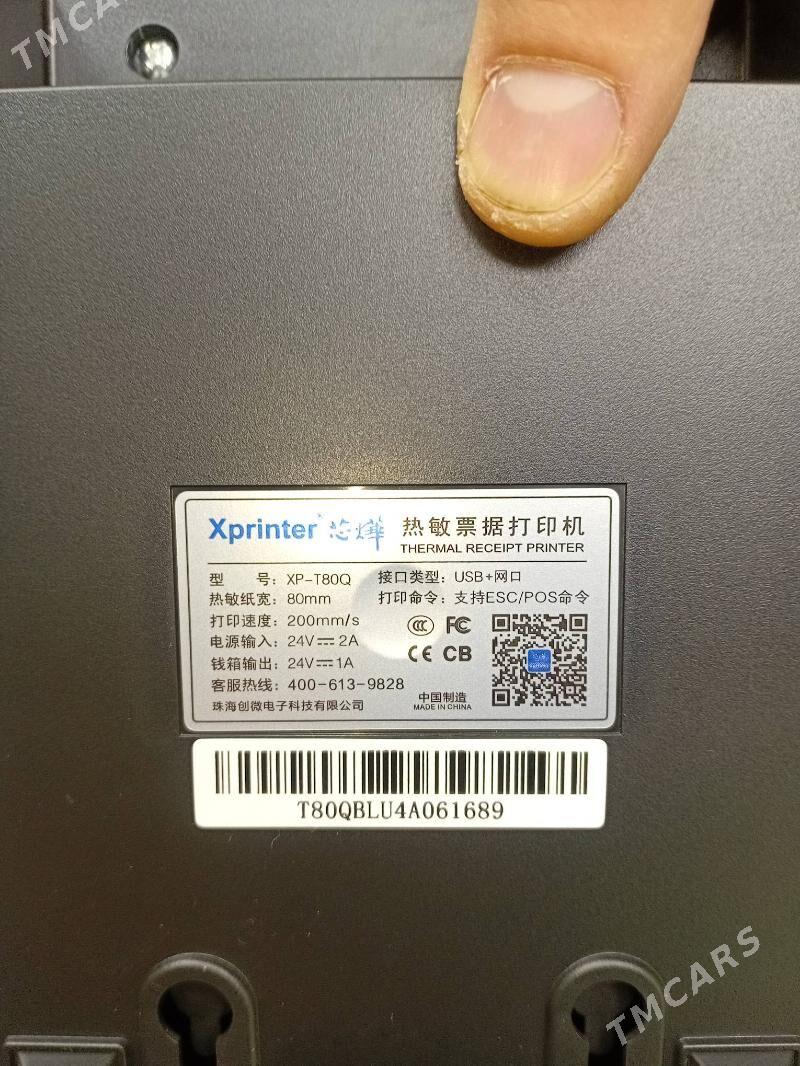 TMCARS
Xprinter 芯烨 热敏票据打印机
THERMAL RECEIPT PRINTER
型 号: XP-T80Q 接口类型: USB+网口
热敏纸宽: 80mm 打印命令: 支持ESC/POS命令
打印速度: 200mm/s
电源输入: 24V⎓2A
钱箱输出: 24V⎓1A
客服热线: 400-613-9828
珠海创微电子科技有限公司
CCC FC
CE CB
中国制造
MADE IN CHINA
T80QBLU4A061689
TMCARS